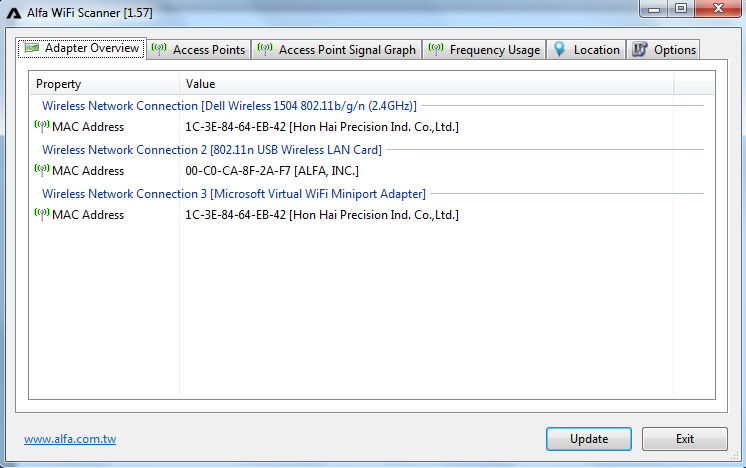 Alfa WiFi Scanner [1.57]
Adapter Overview Access Points Access Point Signal Graph Frequency Usage Location Options
Property Value
Wireless Network Connection [Dell Wireless 1504 802.11b/g/n (2.4GHz)]
MAC Address 1C-3E-84-64-EB-42 [Hon Hai Precision Ind. Co.,Ltd.]
Wireless Network Connection 2 [802.11n USB Wireless LAN Card]
MAC Address 00-C0-CA-8F-2A-F7 [ALFA, INC.]
Wireless Network Connection 3 [Microsoft Virtual WiFi Miniport Adapter]
MAC Address 1C-3E-84-64-EB-42 [Hon Hai Precision Ind. Co.,Ltd.]
www.alfa.com.tw Update Exit